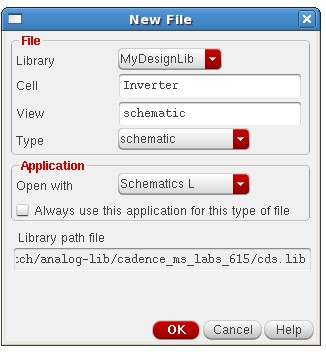 New File
File
Library MyDesignLib
Cell Inverter
View schematic
Type schematic
Application
Open with Schematics L
Always use this application for this type of file
Library path file
:ch/analog-lib/cadence_ms_labs_615/cds.lib
OK Cancel Help